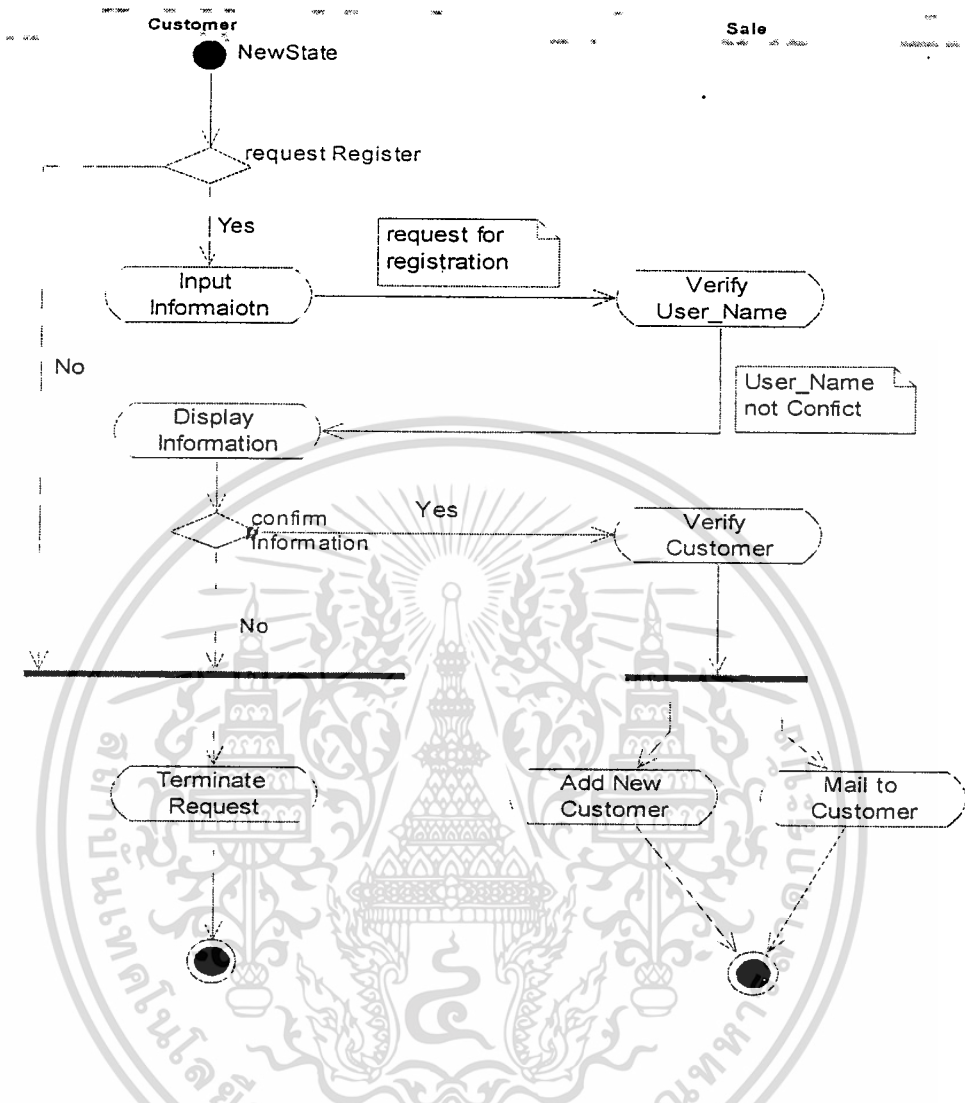 Customer
Sale
NewState
request Register
Yes
request for
registration
Input
Informaiotn
Verify
User_Name
No
User_Name
not Confict
Display
Information
confirm
Information
Yes
Verify
Customer
No
Terminate
Request
Add New
Customer
Mail to
Customer